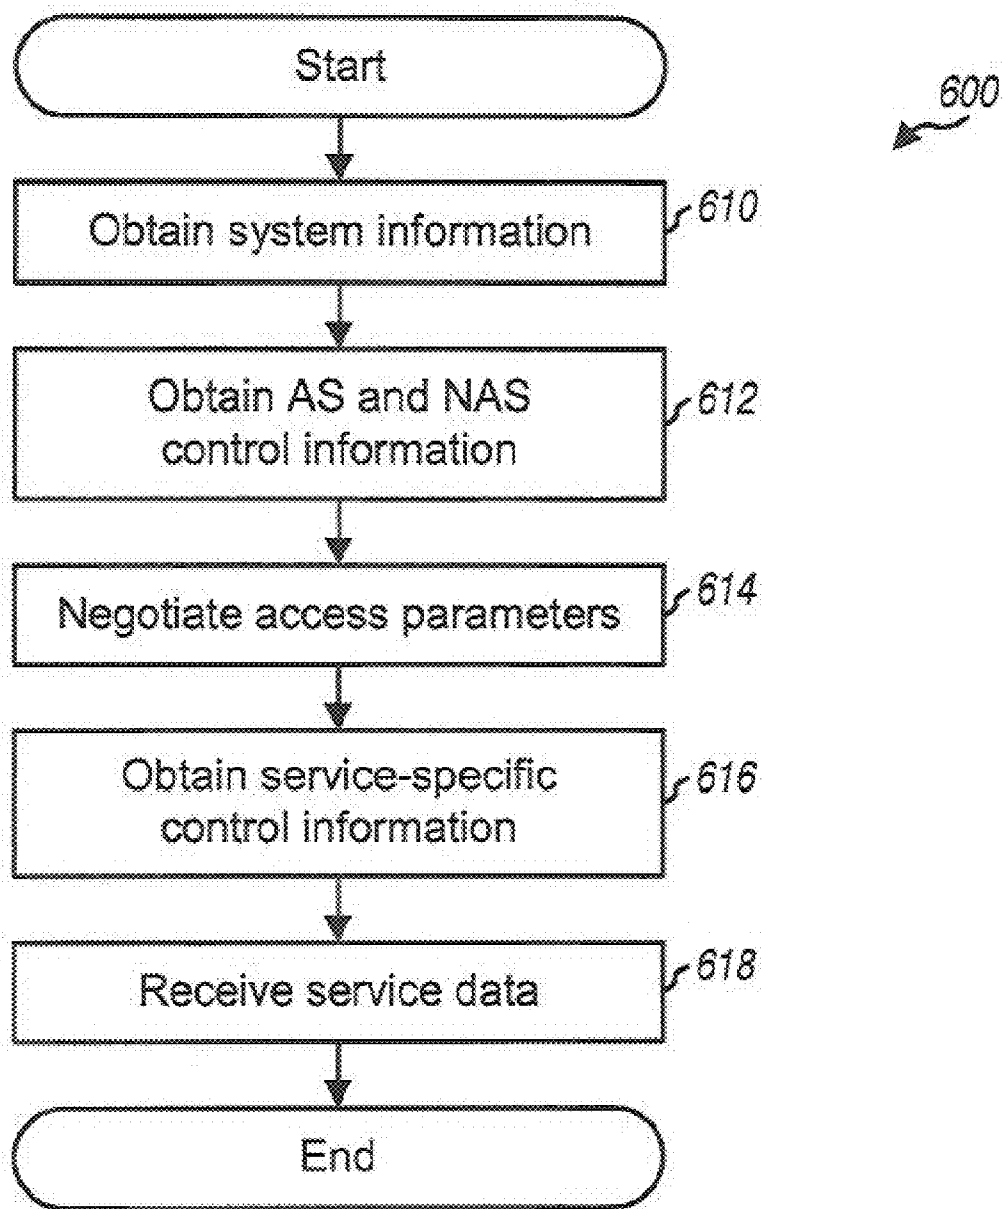 Start
600
Obtain system information
610
Obtain AS and NAS
control information
612
Negotiate access parameters
614
Obtain service-specific
control information
616
Receive service data
618
End